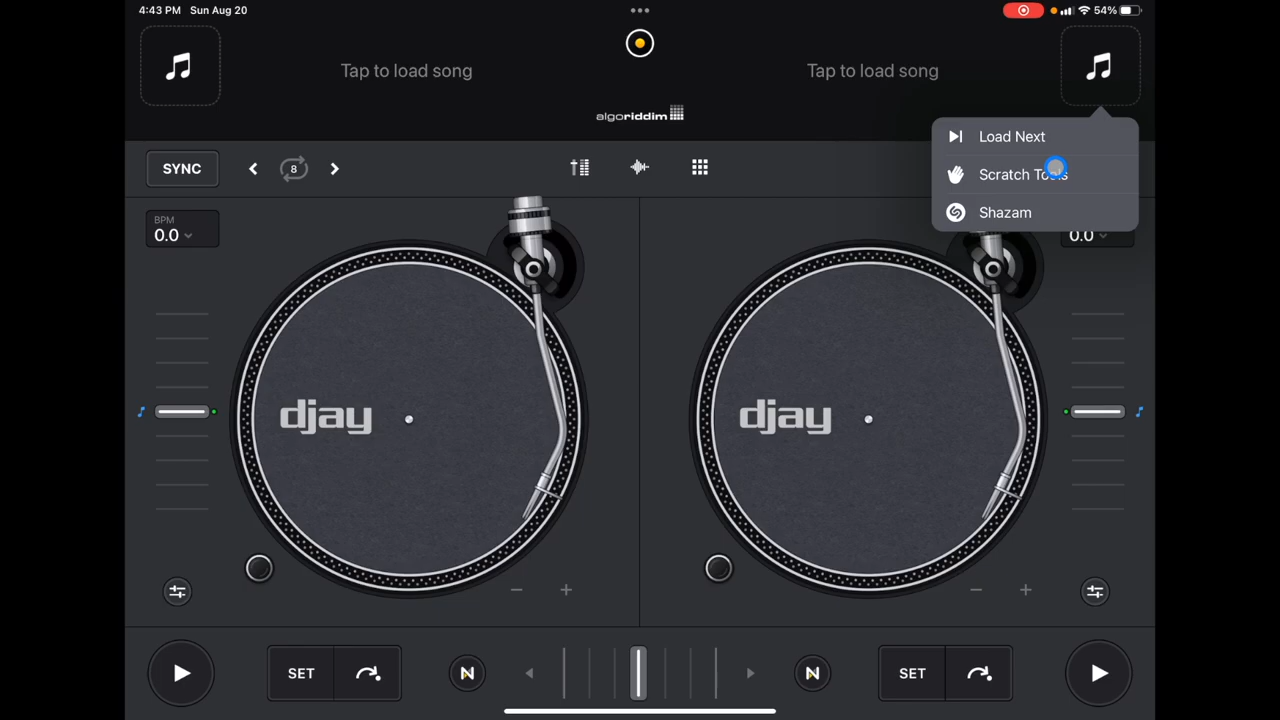 4:43 PM Sun Aug 20
54%
Tap to load song
Tap to load song
algoriddim
Load Next
Scratch Tools
Shazam
SYNC
8
BPM
0.0
0.0
djay
djay
SET
N
N
SET